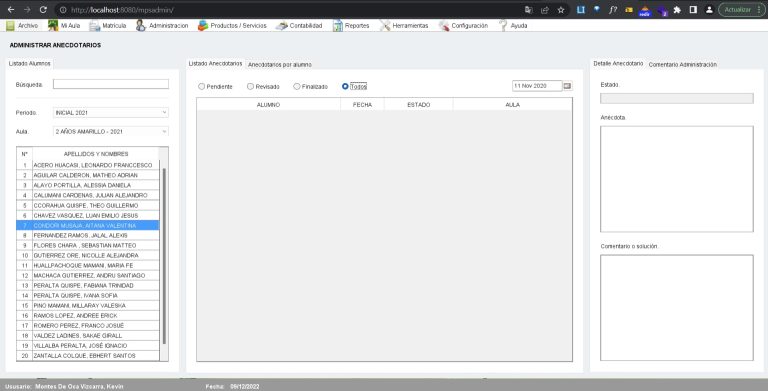 http://localhost:8080/mpsadmin/
Actualizar
Archivo Mi Aula Matrícula Administracion Productos / Servicios Contabilidad Reportes Herramientas Configuración Ayuda
ADMINISTRAR ANECDOTARIOS
Listado Alumnos
Búsqueda.
Periodo. INICIAL 2021
Aula. 2 AÑOS AMARILLO - 2021
N° APELLIDOS Y NOMBRES
1 ACERO HUACASI, LEONARDO FRANCCESCO
2 AGUILAR CALDERON, MATHEO ADRIAN
3 ALAYO PORTILLA, ALESSIA DANIELA
4 CALUMANI CARDENAS, JULIAN ALEJANDRO
5 CCORAHUA QUISPE, THEO GUILLERMO
6 CHAVEZ VASQUEZ, LUAN EMILIO JESUS
7 CONDORI MUSAJA, AITANA VALENTINA
8 FERNANDEZ RAMOS, JALAL ALEXIS
9 FLORES CHARA , SEBASTIAN MATTEO
10 GUTIERREZ ORE, NICOLLE ALEJANDRA
11 HUALLPACHOQUE MAMANI, MARIA FE
12 MACHACA GUTIERREZ, ANDRU SANTIAGO
13 PERALTA QUISPE, FABIANA TRINIDAD
14 PERALTA QUISPE, IVANA SOFIA
15 PINO MAMANI, MILLARAY VALESKA
16 RAMOS LOPEZ, ANDREE ERICK
17 ROMERO PEREZ, FRANCO JOSUÉ
18 VALDEZ LADINES, SAKAE GIRALL
19 VILLALBA PERALTA, JOSÉ IGNACIO
20 ZANTALLA COLQUE, EBHERT SANTOS
Listado Anecdotarios Anecdotarios por alumno
Pendiente Revisado Finalizado Todos 11 Nov 2020
ALUMNO FECHA ESTADO AULA
Detalle Anecdotario Comentario Administración
Estado.
Anécdota.
Comentario o solución.
Ususario: Montes De Oca Vizsarra, Kevin Fecha: 09/12/2022